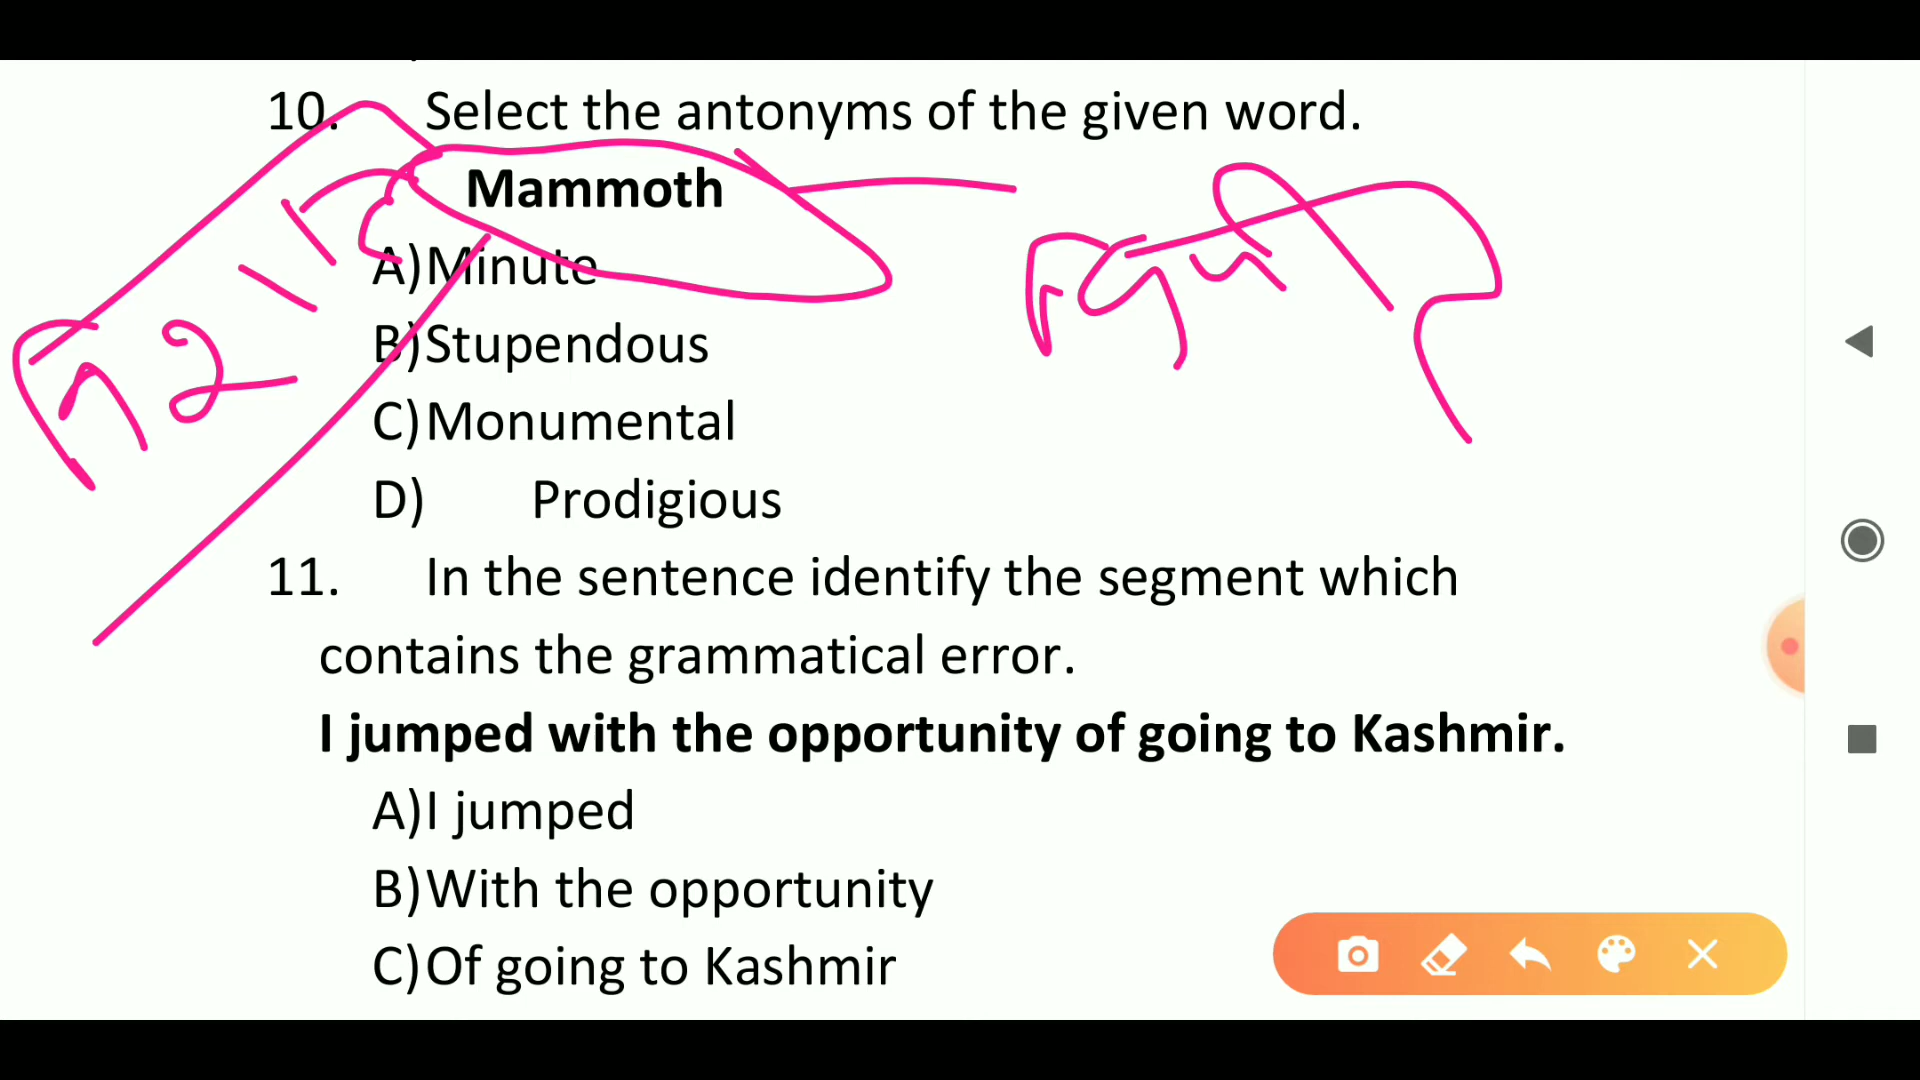 10. Select the antonyms of the given word.
Mammoth
A) Minute
B) Stupendous
C) Monumental
D) Prodigious
11. In the sentence identify the segment which
contains the grammatical error.
I jumped with the opportunity of going to Kashmir.
A) I jumped
B) With the opportunity
C) Of going to Kashmir